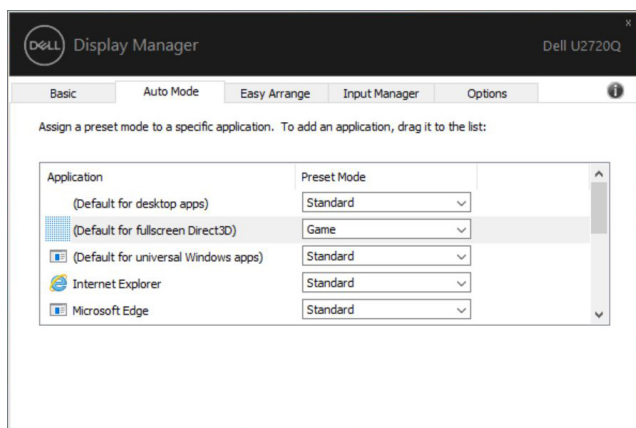 DELL Display Manager
x
Dell U2720Q
Basic Auto Mode Easy Arrange Input Manager Options
Assign a preset mode to a specific application. To add an application, drag it to the list:
Application Preset Mode
(Default for desktop apps) Standard
(Default for fullscreen Direct3D) Game
(Default for universal Windows apps) Standard
Internet Explorer Standard
Microsoft Edge Standard